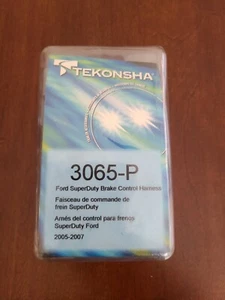 TEKONSHA
3065-P
Ford SuperDuty Brake Control Harness
Faisceau de commande de
frein SuperDuty
Arnés del control para frenos
SuperDuty Ford
2005-2007